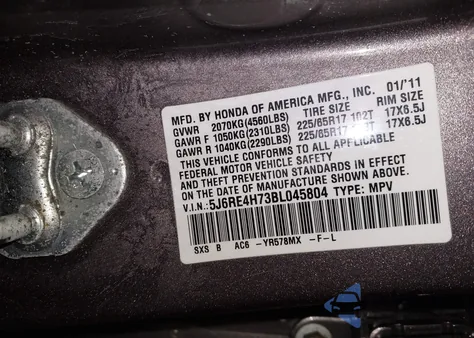 MFD. BY HONDA OF AMERICA MFG., INC. 01/'11
GVWR 2070KG(4560LBS) TIRE SIZE RIM SIZE
GAWR F 1050KG(2310LBS) 225/65R17 102T 17X6.5J
GAWR R 1040KG(2290LBS) 225/65R17 17X6.5J
THIS VEHICLE CONFORMS TO ALL APPLICABLE
FEDERAL MOTOR VEHICLE SAFETY
AND THEFT PREVENTION STANDARDS IN EFFECT
ON THE DATE OF MANUFACTURE SHOWN ABOVE.
V.I.N.:5J6RE4H73BL045804 TYPE: MPV
SXS B AC6 -YR578MX -F-L